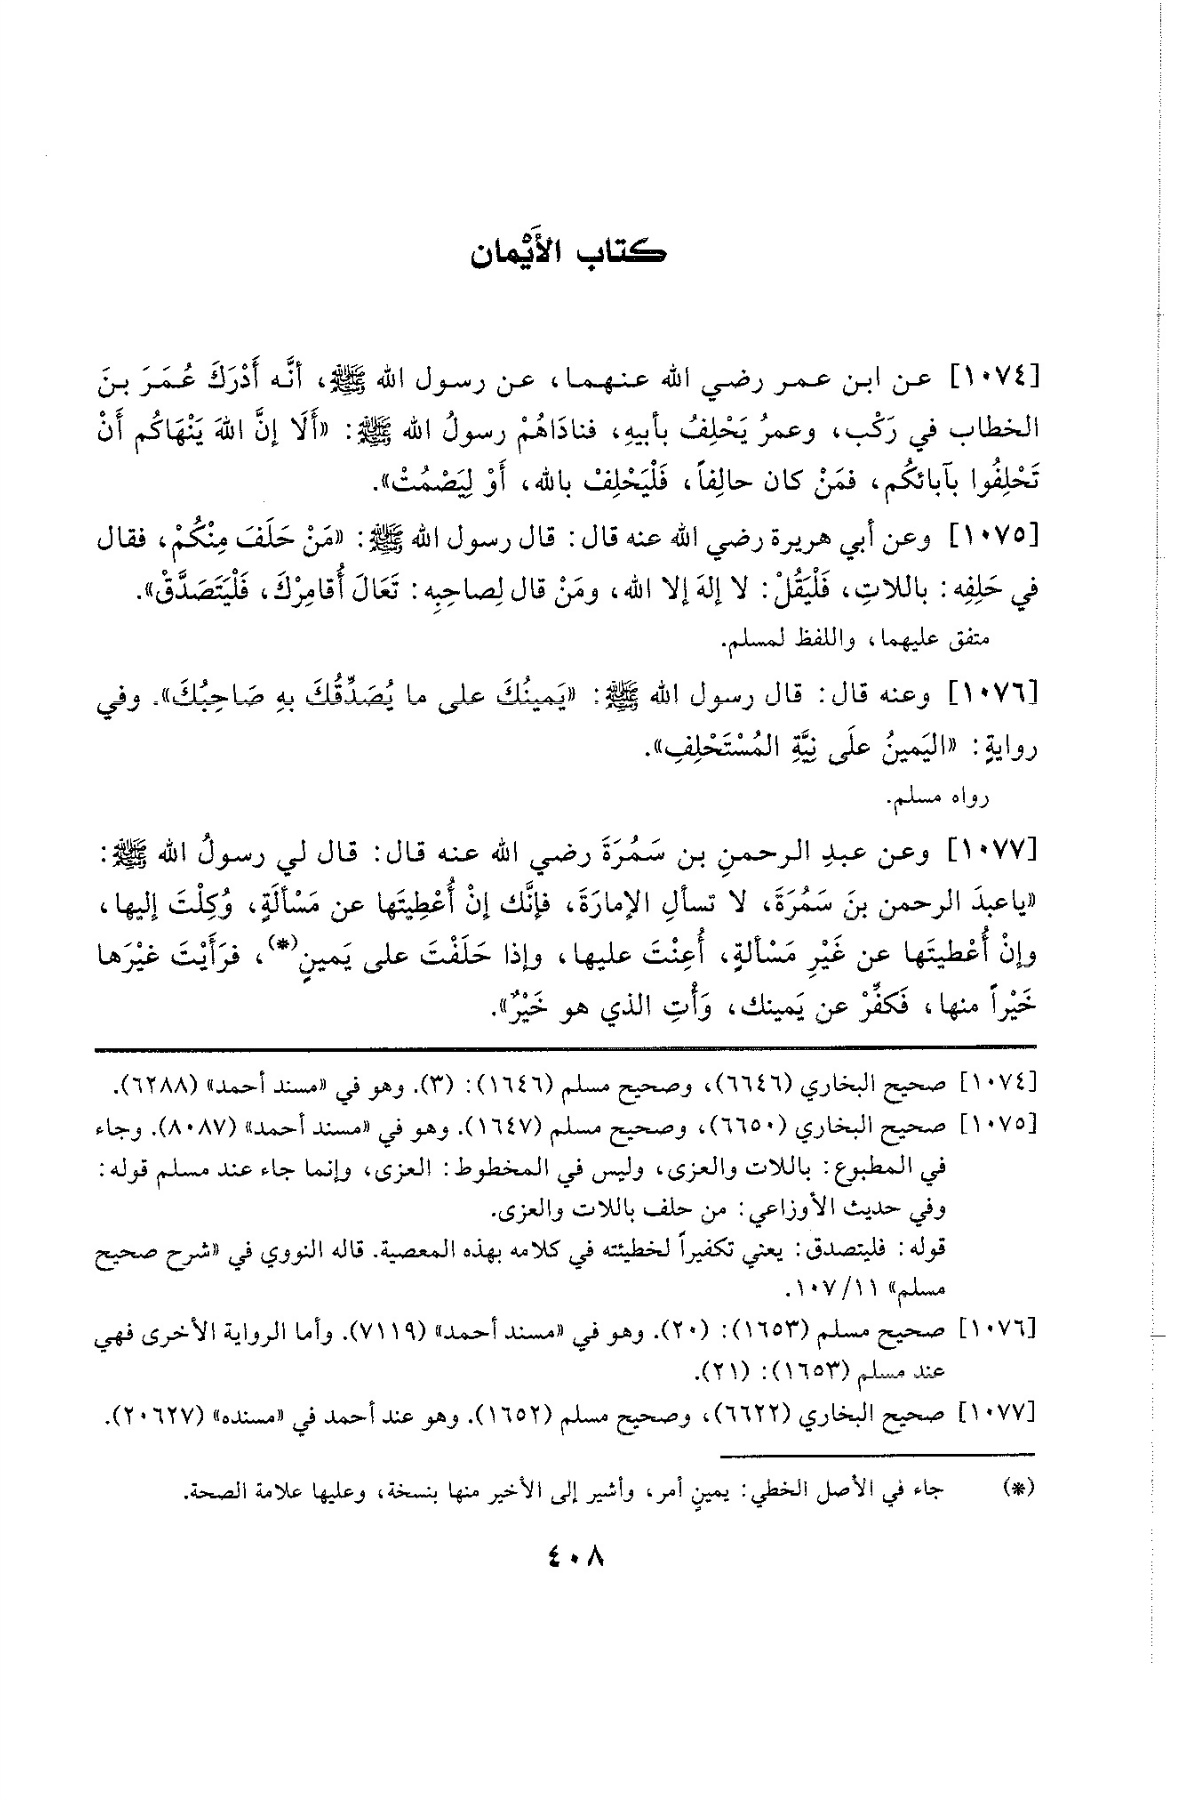 كتاب الأَيْمان
[١٠٧٤] عن ابن عمر رضي الله عنهما، عن رسول الله ﷺ، أنَّه أَدْرَكَ عُمَرَ بنَ
الخطاب في رَكْب، وعمرُ يَحْلِفُ بأبيهِ، فنادَاهُمْ رسولُ الله ﷺ: «أَلَا إنَّ اللهَ يَنْهَاكُم أَنْ
تَحْلِفُوا بآبائكُم، فمَنْ كان حالِفاً، فَلْيَحْلِفْ بالله، أَوْ لِيَصْمُتْ».
[١٠٧٥] وعن أبي هريرة رضي الله عنه قال: قال رسول الله ﷺ: «مَنْ حَلَفَ مِنْكُمْ، فقال
في حَلِفِه: باللاتِ، فَلْيَقُلْ: لا إلهَ إلا الله، ومَنْ قال لِصاحِبِه: تَعَالَ أُقامِرْكَ، فَلْيَتَصَدَّقْ».
متفق عليهما، واللفظ لمسلم.
[١٠٧٦] وعنه قال: قال رسول الله ﷺ: «يَمينُكَ على ما يُصَدِّقُكَ بهِ صَاحِبُكَ». وفي
روايةٍ: «اليَمينُ علَى نِيَّةِ المُسْتَحْلِفِ».
رواه مسلم.
[١٠٧٧] وعن عبدِ الرحمنِ بن سَمُرَةَ رضي الله عنه قال: قال لي رسولُ الله ﷺ:
«ياعبدَ الرحمن بنَ سَمُرَةَ، لا تسألِ الإمارَةَ، فإنَّك إنْ أُعْطِيتَها عن مَسْألَةٍ، وُكِلْتَ إليها،
وإنْ أُعْطيتَها عن غَيْرِ مَسْألةٍ، أُعِنْتَ عليها، وإذا حَلَفْتَ على يَمينٍ(*)، فرَأَيْتَ غيْرَها
خَيْراً منها، فَكفِّرْ عن يَمينك، وَأْتِ الذي هو خَيْرٌ».
[١٠٧٤] صحيح البخاري (٦٦٤٦)، وصحيح مسلم (١٦٤٦): (٣). وهو في «مسند أحمد» (٦٢٨٨).
[١٠٧٥] صحيح البخاري (٦٦٥٠)، وصحيح مسلم (١٦٤٧). وهو في «مسند أحمد» (٨٠٨٧). وجاء
في المطبوع: باللات والعزى، وليس في المخطوط: العزى، وإنما جاء عند مسلم قوله:
وفي حديث الأوزاعي: من حلف باللات والعزى.
قوله: فليتصدق: يعني تكفيراً لخطيئته في كلامه بهذه المعصية. قاله النووي في «شرح صحيح
مسلم» ١١/ ١٠٧.
[١٠٧٦] صحيح مسلم (١٦٥٣): (٢٠). وهو في «مسند أحمد» (٧١١٩). وأما الرواية الأخرى فهي
عند مسلم (١٦٥٣): (٢١).
[١٠٧٧] صحيح البخاري (٦٦٢٢)، وصحيح مسلم (١٦٥٢). وهو عند أحمد في «مسنده» (٢٠٦٢٧).
(*) جاء في الأصل الخطي: يمينٍ أمر، وأشير إلى الأخير منها بنسخة، وعليها علامة الصحة.
٤٠٨